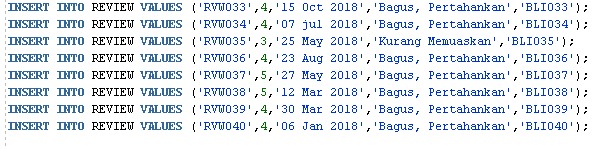 INSERT INTO REVIEW VALUES ('RVW033',4,'15 Oct 2018','Bagus, Pertahankan','BLI033');
INSERT INTO REVIEW VALUES ('RVW034',4,'07 jul 2018','Bagus, Pertahankan','BLI034');
INSERT INTO REVIEW VALUES ('RVW035',3,'25 May 2018','Kurang Memuaskan','BLI035');
INSERT INTO REVIEW VALUES ('RVW036',4,'23 Aug 2018','Bagus, Pertahankan','BLI036');
INSERT INTO REVIEW VALUES ('RVW037',5,'27 May 2018','Bagus, Pertahankan','BLI037');
INSERT INTO REVIEW VALUES ('RVW038',5,'12 Mar 2018','Bagus, Pertahankan','BLI038');
INSERT INTO REVIEW VALUES ('RVW039',4,'30 Mar 2018','Bagus, Pertahankan','BLI039');
INSERT INTO REVIEW VALUES ('RVW040',4,'06 Jan 2018','Bagus, Pertahankan','BLI040');